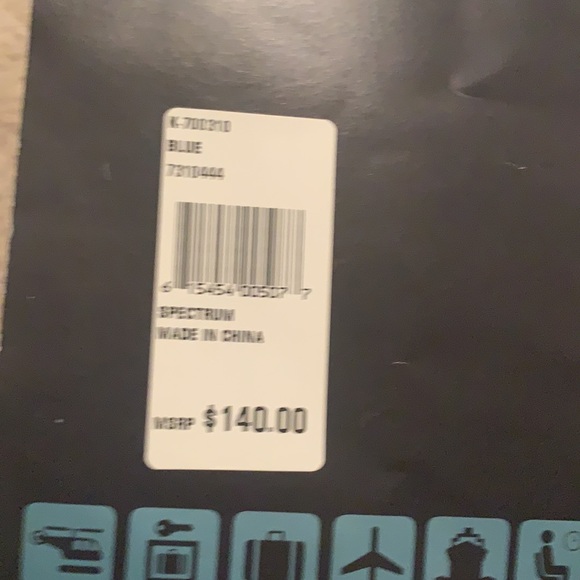 K-700310
BLUE
7310444
6 15454 00507 7
SPECTRUM
MADE IN CHINA
MSRP $140.00